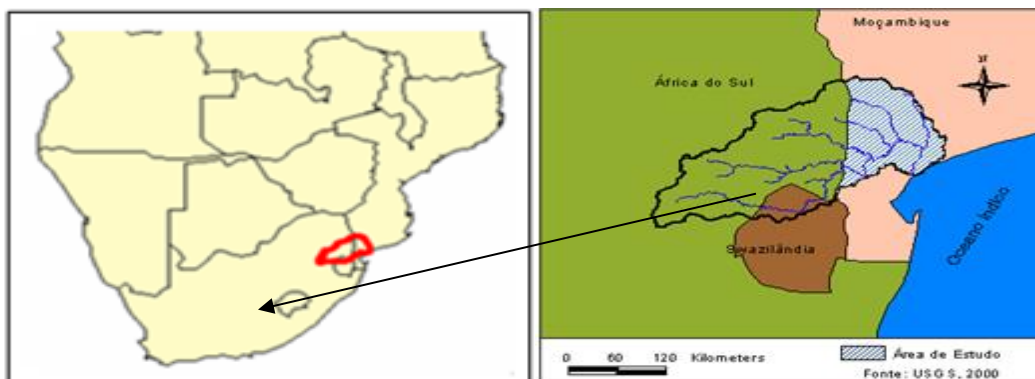 Moçambique
África do Sul
Swazilândia
Oceano Índico
0 60 120 Kilometers
Área de Estudo
Fonte: USGS, 2000